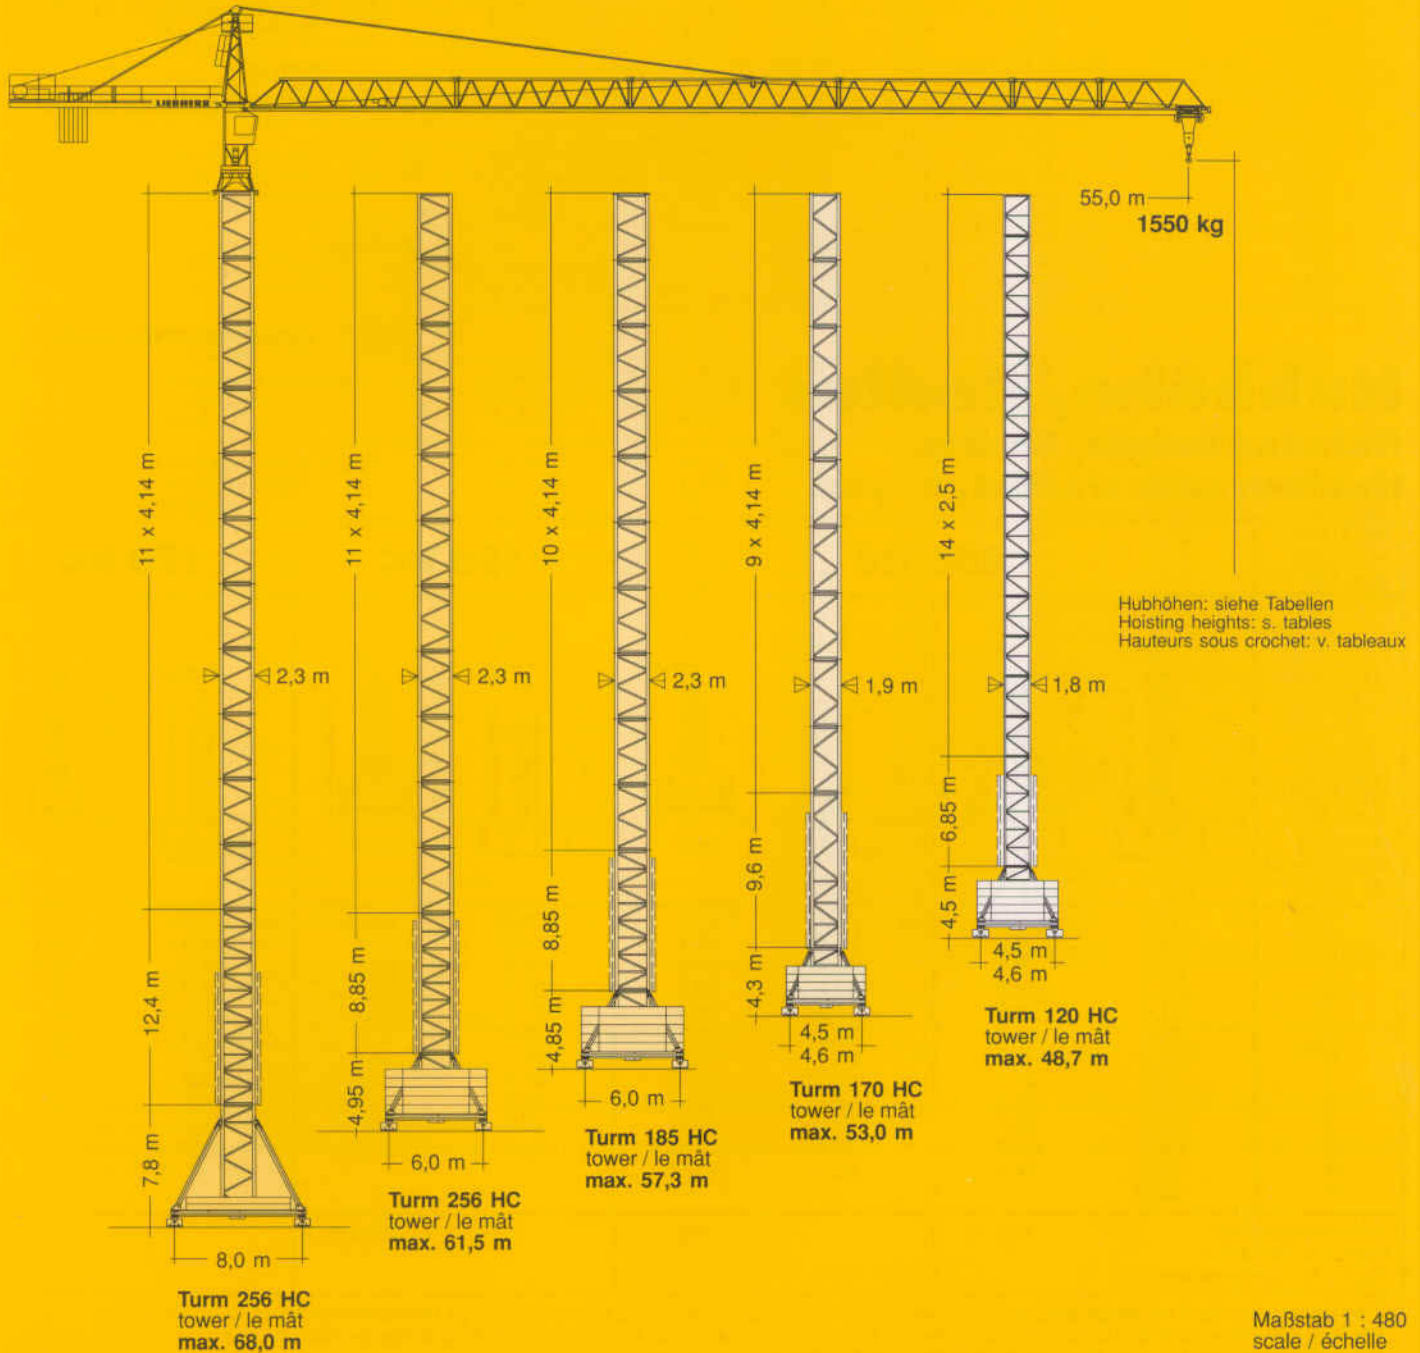 LIEBHERR
55,0 m
1550 kg
11 x 4,14 m
12,4 m
7,8 m
2,3 m
8,0 m
Turm 256 HC
tower / le mât
max. 68,0 m
11 x 4,14 m
8,85 m
4,95 m
2,3 m
6,0 m
Turm 256 HC
tower / le mât
max. 61,5 m
10 x 4,14 m
8,85 m
4,85 m
2,3 m
6,0 m
Turm 185 HC
tower / le mât
max. 57,3 m
9 x 4,14 m
9,6 m
4,3 m
1,9 m
4,5 m
4,6 m
Turm 170 HC
tower / le mât
max. 53,0 m
14 x 2,5 m
6,85 m
4,5 m
1,8 m
4,5 m
4,6 m
Turm 120 HC
tower / le mât
max. 48,7 m
Hubhöhen: siehe Tabellen
Hoisting heights: s. tables
Hauteurs sous crochet: v. tableaux
Maßstab 1 : 480
scale / échelle